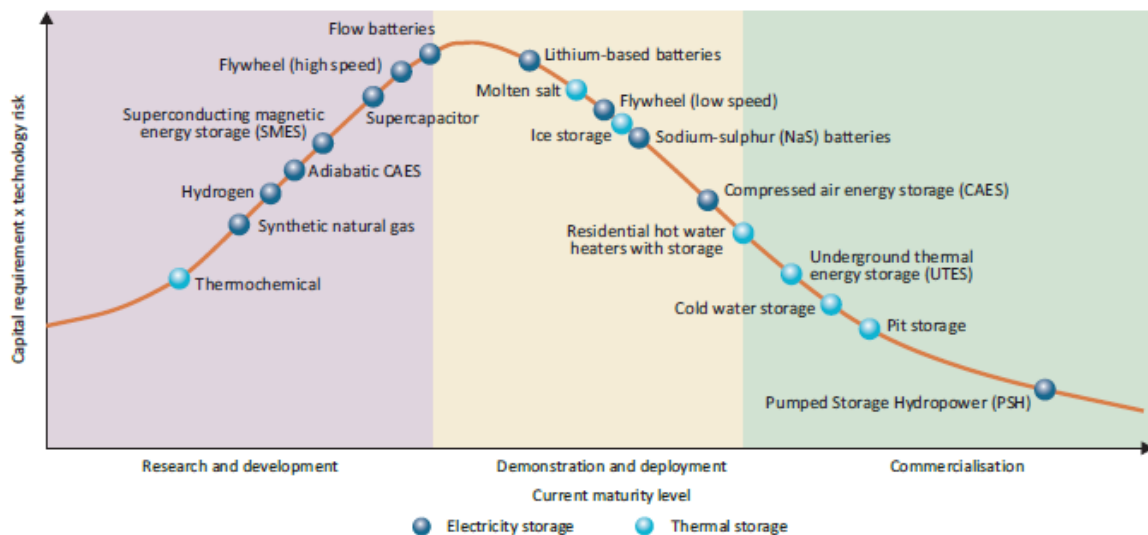 Capital requirement x technology risk
Flow batteries
Flywheel (high speed)
Supercapacitor
Superconducting magnetic
energy storage (SMES)
Adiabatic CAES
Hydrogen
Synthetic natural gas
Thermochemical
Lithium-based batteries
Molten salt
Flywheel (low speed)
Ice storage
Sodium-sulphur (NaS) batteries
Compressed air energy storage (CAES)
Residential hot water
heaters with storage
Underground thermal
energy storage (UTES)
Cold water storage
Pit storage
Pumped Storage Hydropower (PSH)
Research and development
Demonstration and deployment
Commercialisation
Current maturity level
Electricity storage
Thermal storage